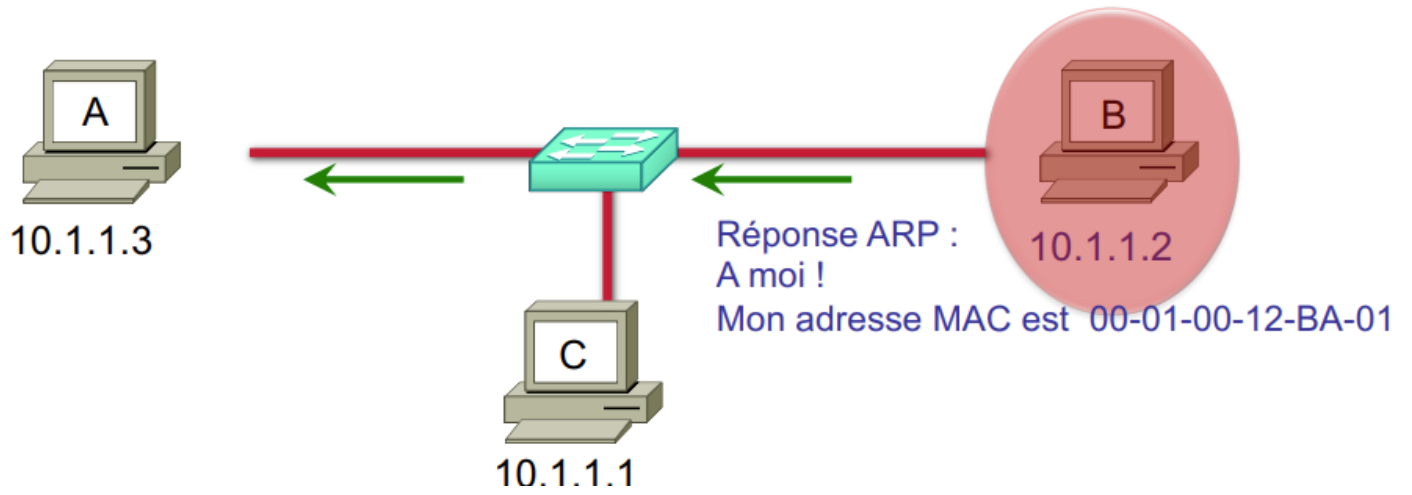 A
B
10.1.1.3
Réponse ARP :
A moi !
Mon adresse MAC est 00-01-00-12-BA-01
10.1.1.2
C
10.1.1.1